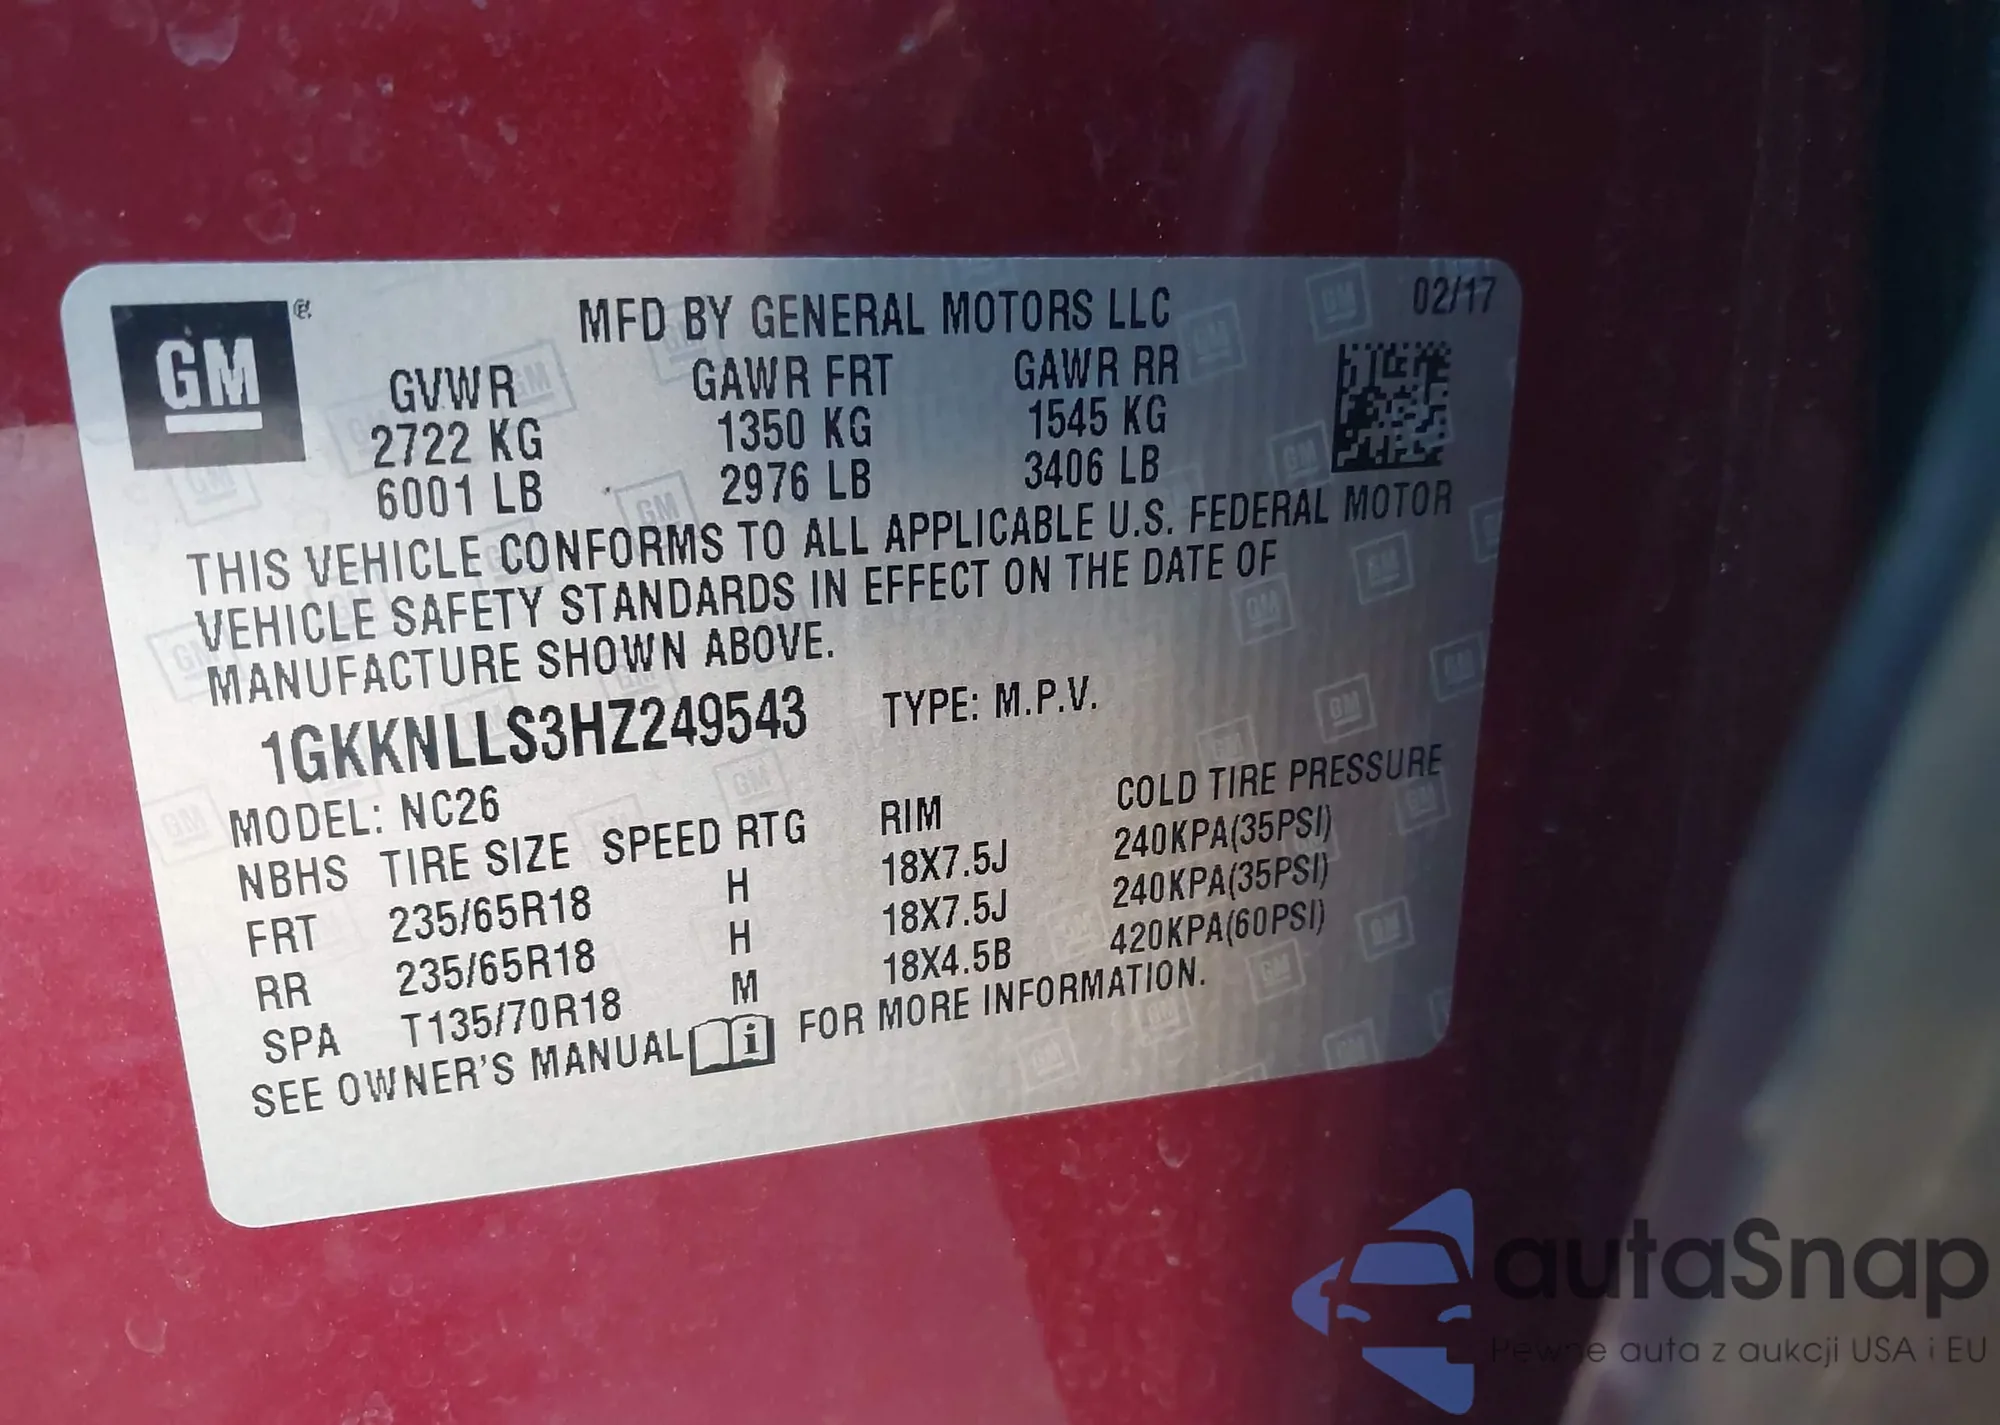 GM
MFD BY GENERAL MOTORS LLC 02/17
GVWR GAWR FRT GAWR RR
2722 KG 1350 KG 1545 KG
6001 LB 2976 LB 3406 LB
THIS VEHICLE CONFORMS TO ALL APPLICABLE U.S. FEDERAL MOTOR
VEHICLE SAFETY STANDARDS IN EFFECT ON THE DATE OF
MANUFACTURE SHOWN ABOVE.
1GKKNLLS3HZ249543 TYPE: M.P.V.
MODEL: NC26
NBHS TIRE SIZE SPEED RTG RIM COLD TIRE PRESSURE
FRT 235/65R18 H 18X7.5J 240KPA(35PSI)
RR 235/65R18 H 18X7.5J 240KPA(35PSI)
SPA T135/70R18 M 18X4.5B 420KPA(60PSI)
SEE OWNER'S MANUAL i FOR MORE INFORMATION.
autaSnap
Pewne auta z aukcji USA i EU